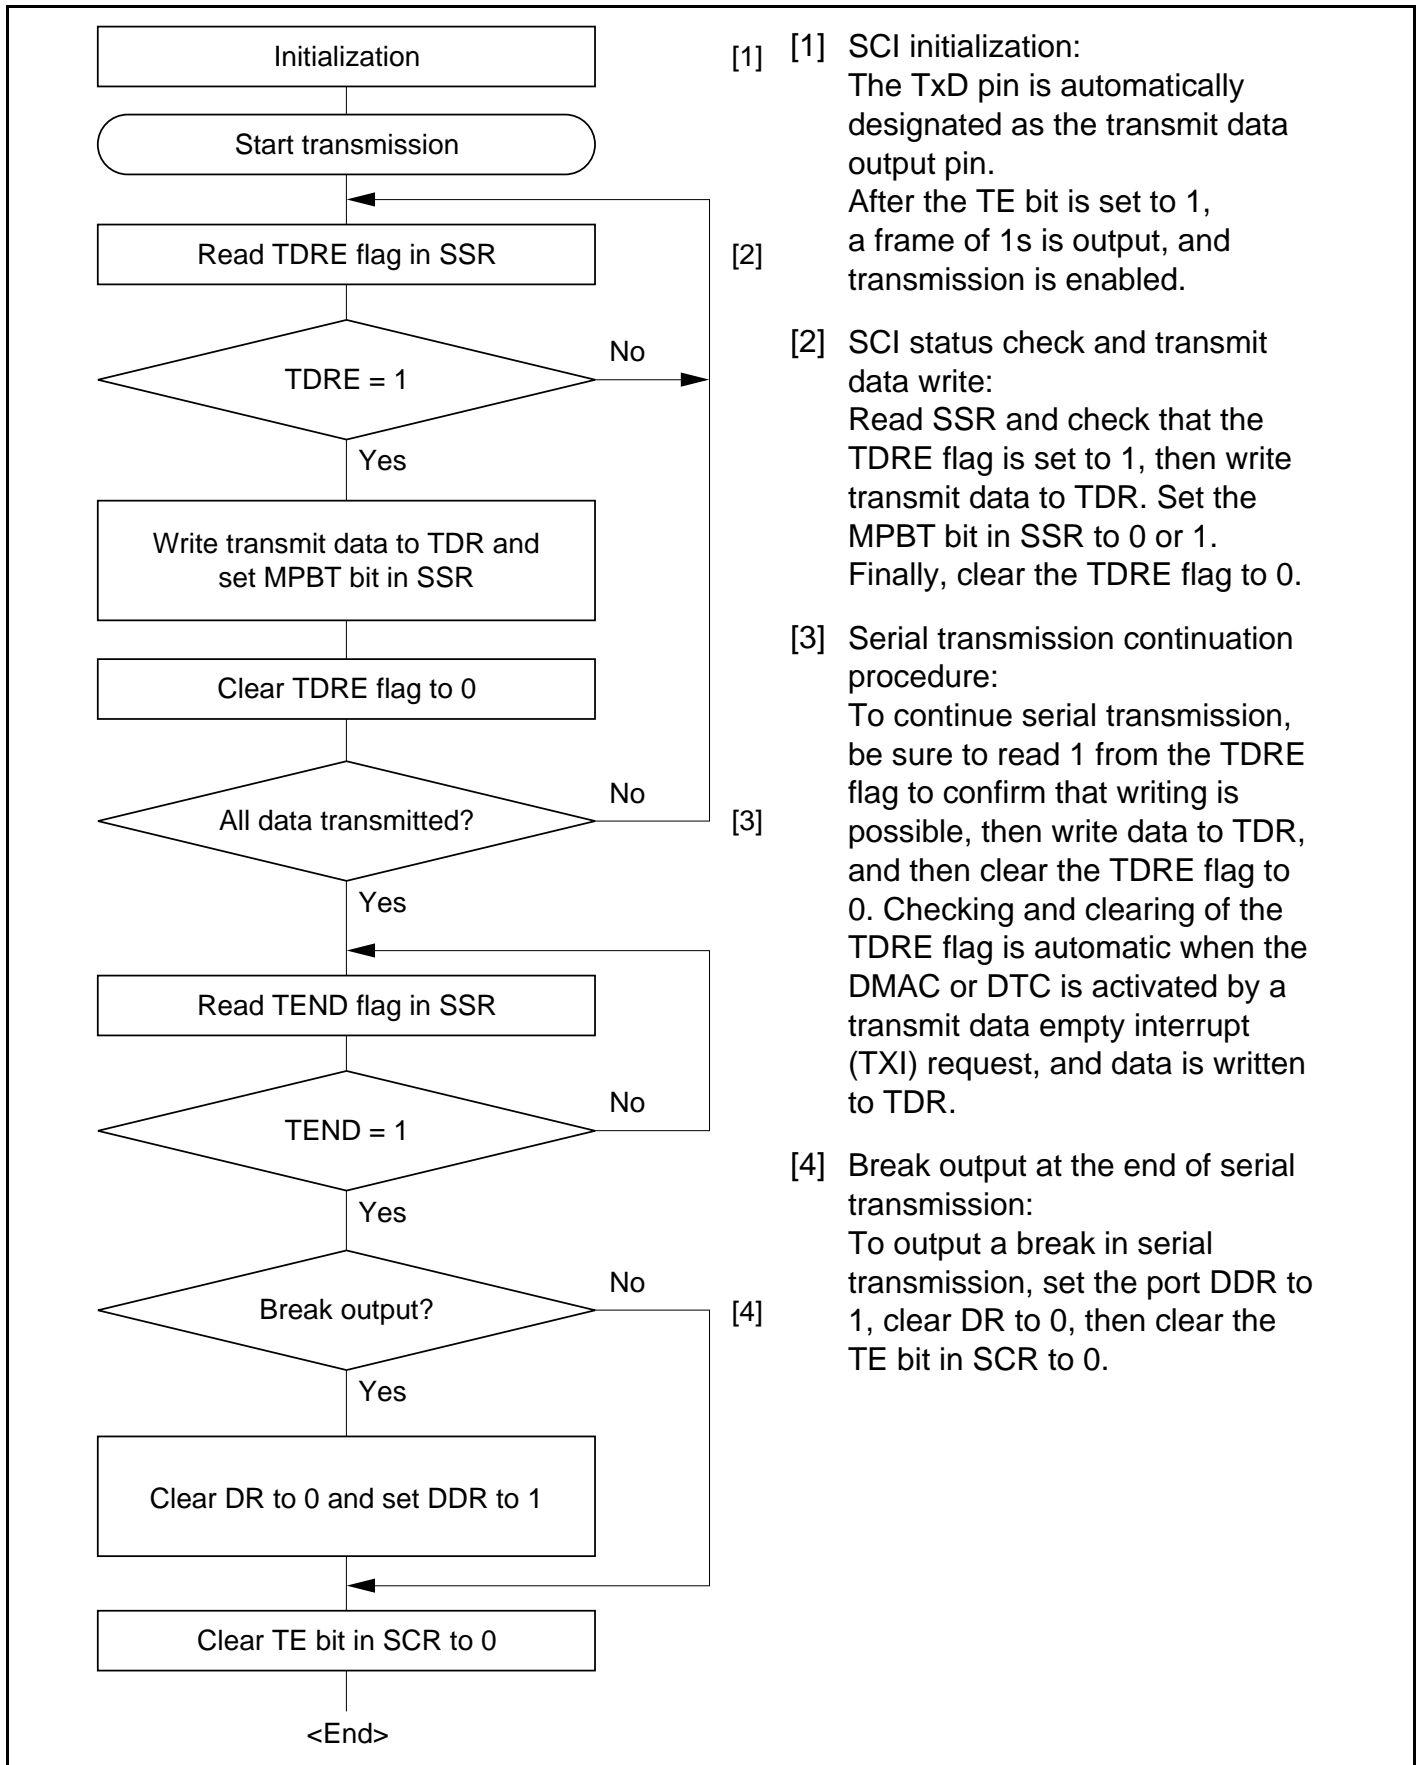 Initialization
[1]
Start transmission
Read TDRE flag in SSR
[2]
No
TDRE = 1
Yes
Write transmit data to TDR and
set MPBT bit in SSR
Clear TDRE flag to 0
No
All data transmitted?
[3]
Yes
Read TEND flag in SSR
No
TEND = 1
Yes
No
Break output?
[4]
Yes
Clear DR to 0 and set DDR to 1
Clear TE bit in SCR to 0
<End>
[1] SCI initialization:
The TxD pin is automatically
designated as the transmit data
output pin.
After the TE bit is set to 1,
a frame of 1s is output, and
transmission is enabled.
[2] SCI status check and transmit
data write:
Read SSR and check that the
TDRE flag is set to 1, then write
transmit data to TDR. Set the
MPBT bit in SSR to 0 or 1.
Finally, clear the TDRE flag to 0.
[3] Serial transmission continuation
procedure:
To continue serial transmission,
be sure to read 1 from the TDRE
flag to confirm that writing is
possible, then write data to TDR,
and then clear the TDRE flag to
0. Checking and clearing of the
TDRE flag is automatic when the
DMAC or DTC is activated by a
transmit data empty interrupt
(TXI) request, and data is written
to TDR.
[4] Break output at the end of serial
transmission:
To output a break in serial
transmission, set the port DDR to
1, clear DR to 0, then clear the
TE bit in SCR to 0.